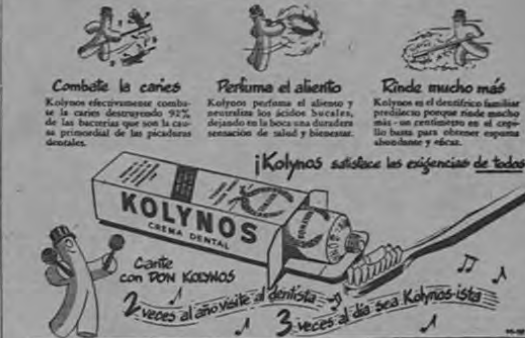 Combate la caries
Kolynos efectivamente comba-
te la caries destruyendo 92%
de las bacterias que son la cau-
sa primordial de las picaduras
dentales.
Perfuma el aliento
Kolynos perfuma el aliento y
neutraliza los ácidos bucales,
dejando en la boca una duradera
sensación de salud y bienestar.
Rinde mucho más
Kolynos es el dentífrico familiar
predilecto porque rinde mucho
más - un centímetro en el cepi-
llo basta para obtener espuma
abundante y eficaz.
¡Kolynos satisface las exigencias de todos
KOLYNOS
CREMA DENTAL
Cante
con DON KOLYNOS
2 veces al año visite al dentista
3 veces al día sea Kolynos-ista